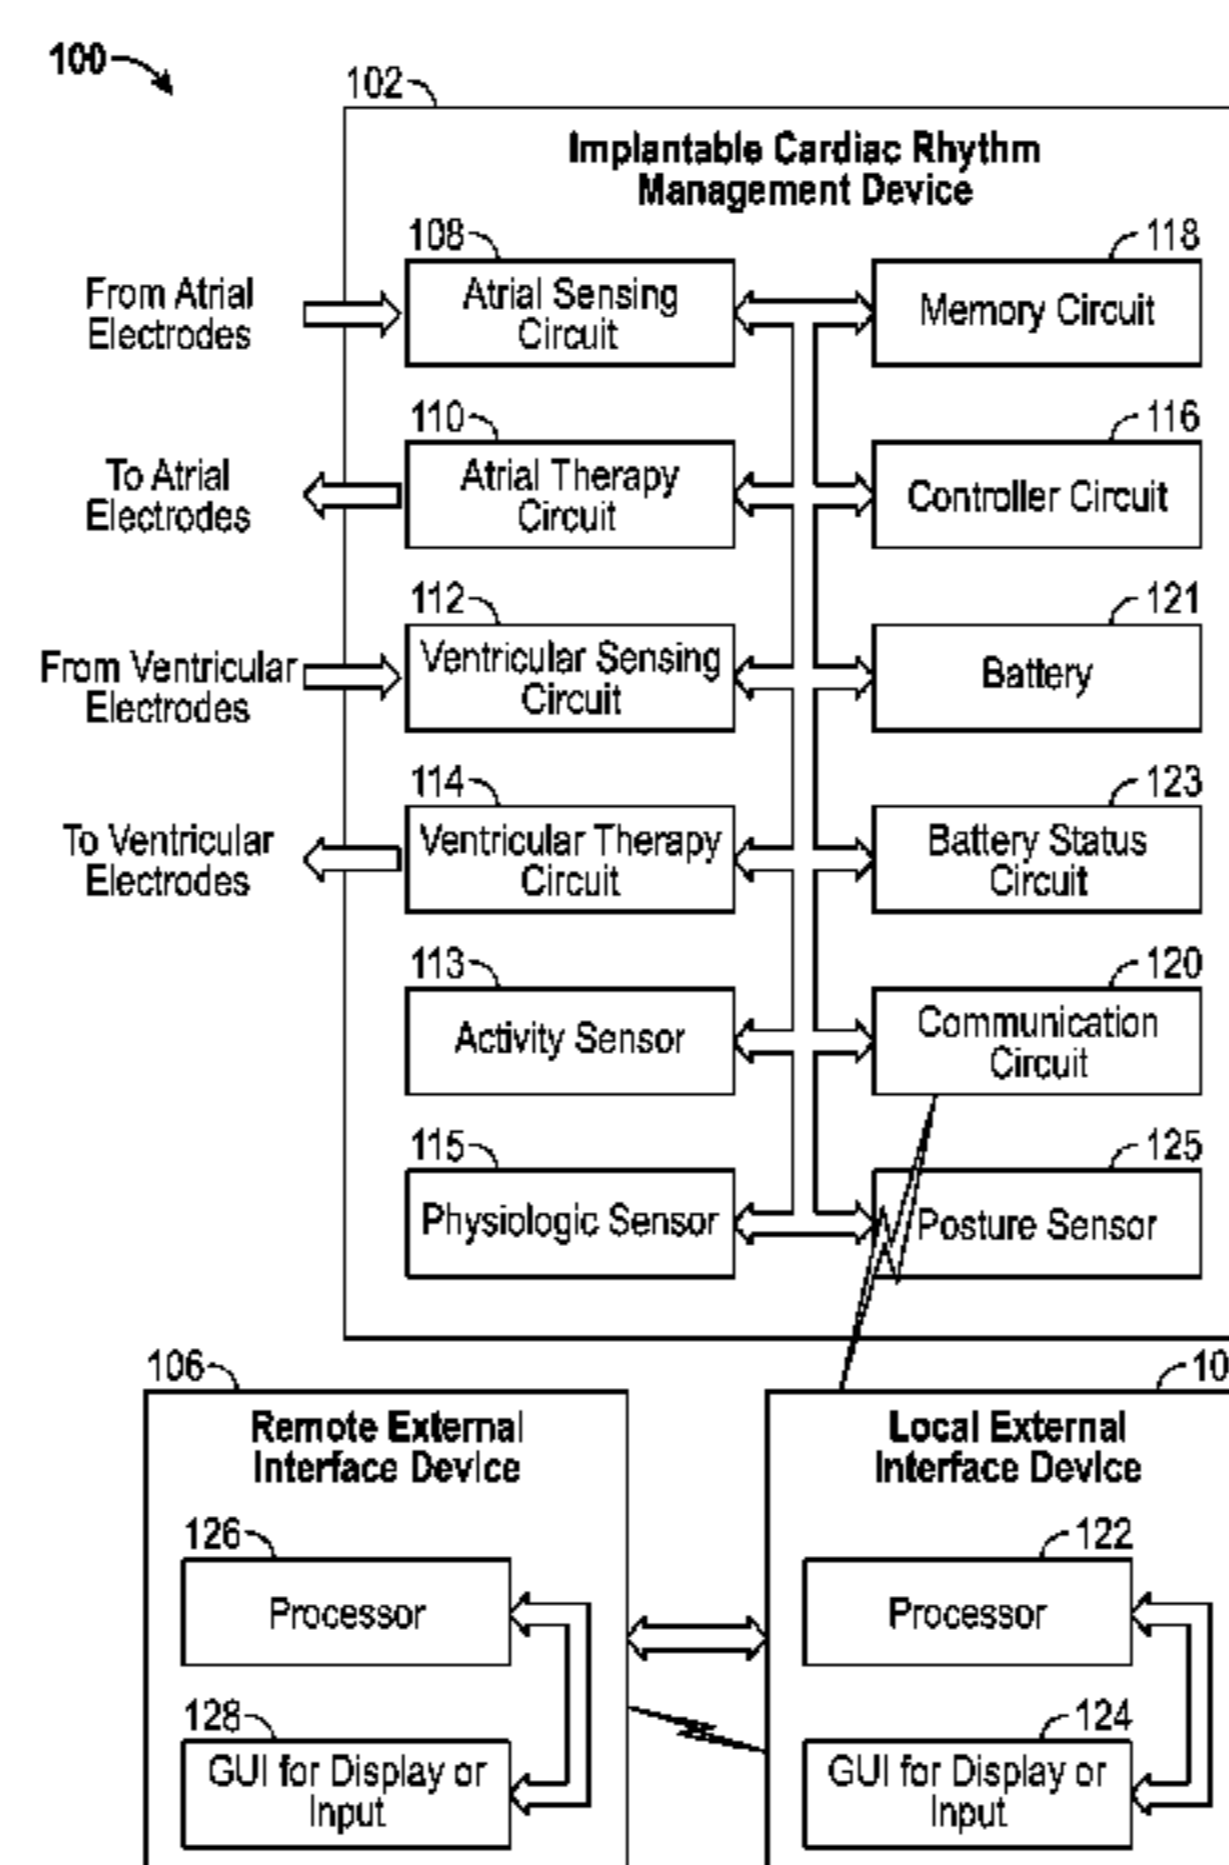 100
102
Implantable Cardiac Rhythm
Management Device
108
118
From Atrial
Electrodes
Atrial Sensing
Circuit
Memory Circuit
110
116
To Atrial
Electrodes
Atrial Therapy
Circuit
Controller Circuit
112
121
From Ventricular
Electrodes
Ventricular Sensing
Circuit
Battery
114
123
To Ventricular
Electrodes
Ventricular Therapy
Circuit
Battery Status
Circuit
113
120
Activity Sensor
Communication
Circuit
115
125
Physiologic Sensor
Posture Sensor
106
10
Remote External
Interface Device
Local External
Interface Device
126
122
Processor
Processor
128
124
GUI for Display or
Input
GUI for Display or
Input